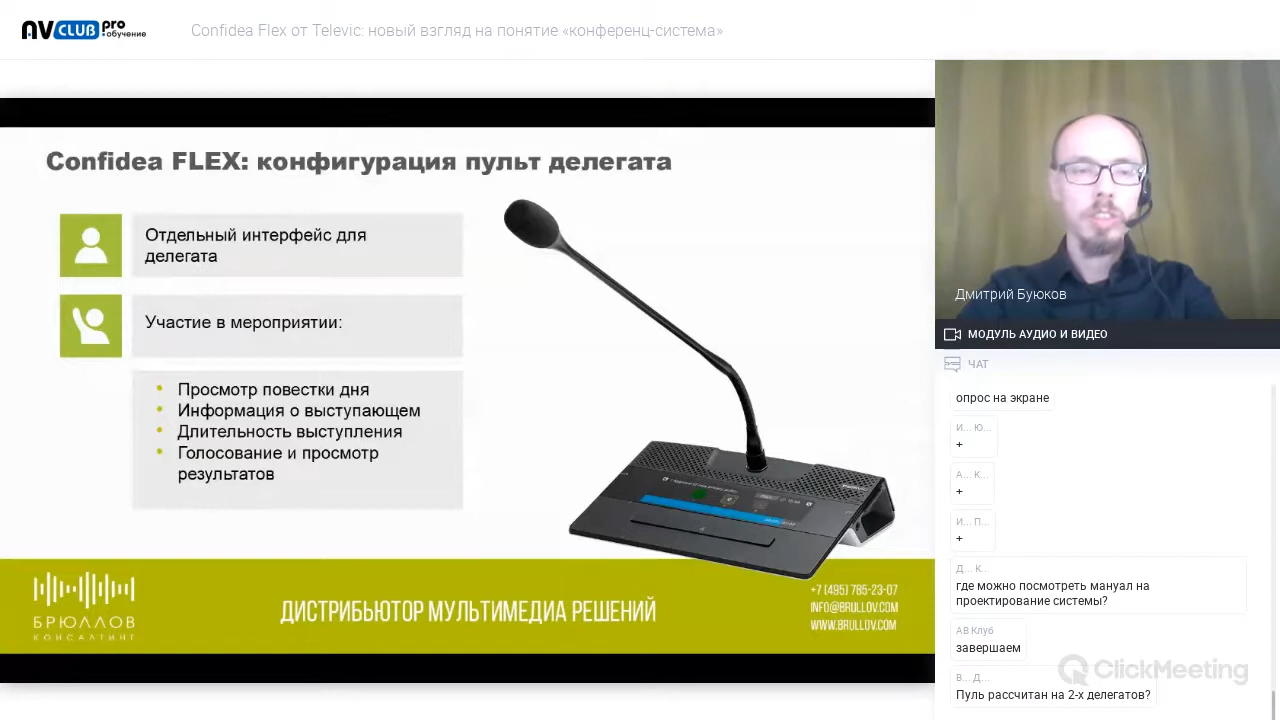 AVCLUB pro
•обучение
Confidea Flex от Televic: новый взгляд на понятие «конференц-система»
Confidea FLEX: конфигурация пульт делегата
Отдельный интерфейс для
делегата
Участие в мероприятии:
• Просмотр повестки дня
• Информация о выступающем
• Длительность выступления
• Голосование и просмотр
результатов
БРЮЛЛОВ
КОНСАЛТИНГ
ДИСТРИБЬЮТОР МУЛЬТИМЕДИА РЕШЕНИЙ
+7 (495) 785-23-07
INFO@BRULLOV.COM
WWW.BRULLOV.COM
Дмитрий Буюков
МОДУЛЬ АУДИО И ВИДЕО
ЧАТ
опрос на экране
И... Ю...
+
А... К...
+
И... П...
+
Д... К...
где можно посмотреть мануал на
проектирование системы?
АВ Клуб
завершаем
В... Д...
Пуль рассчитан на 2-х делегатов?
ClickMeeting